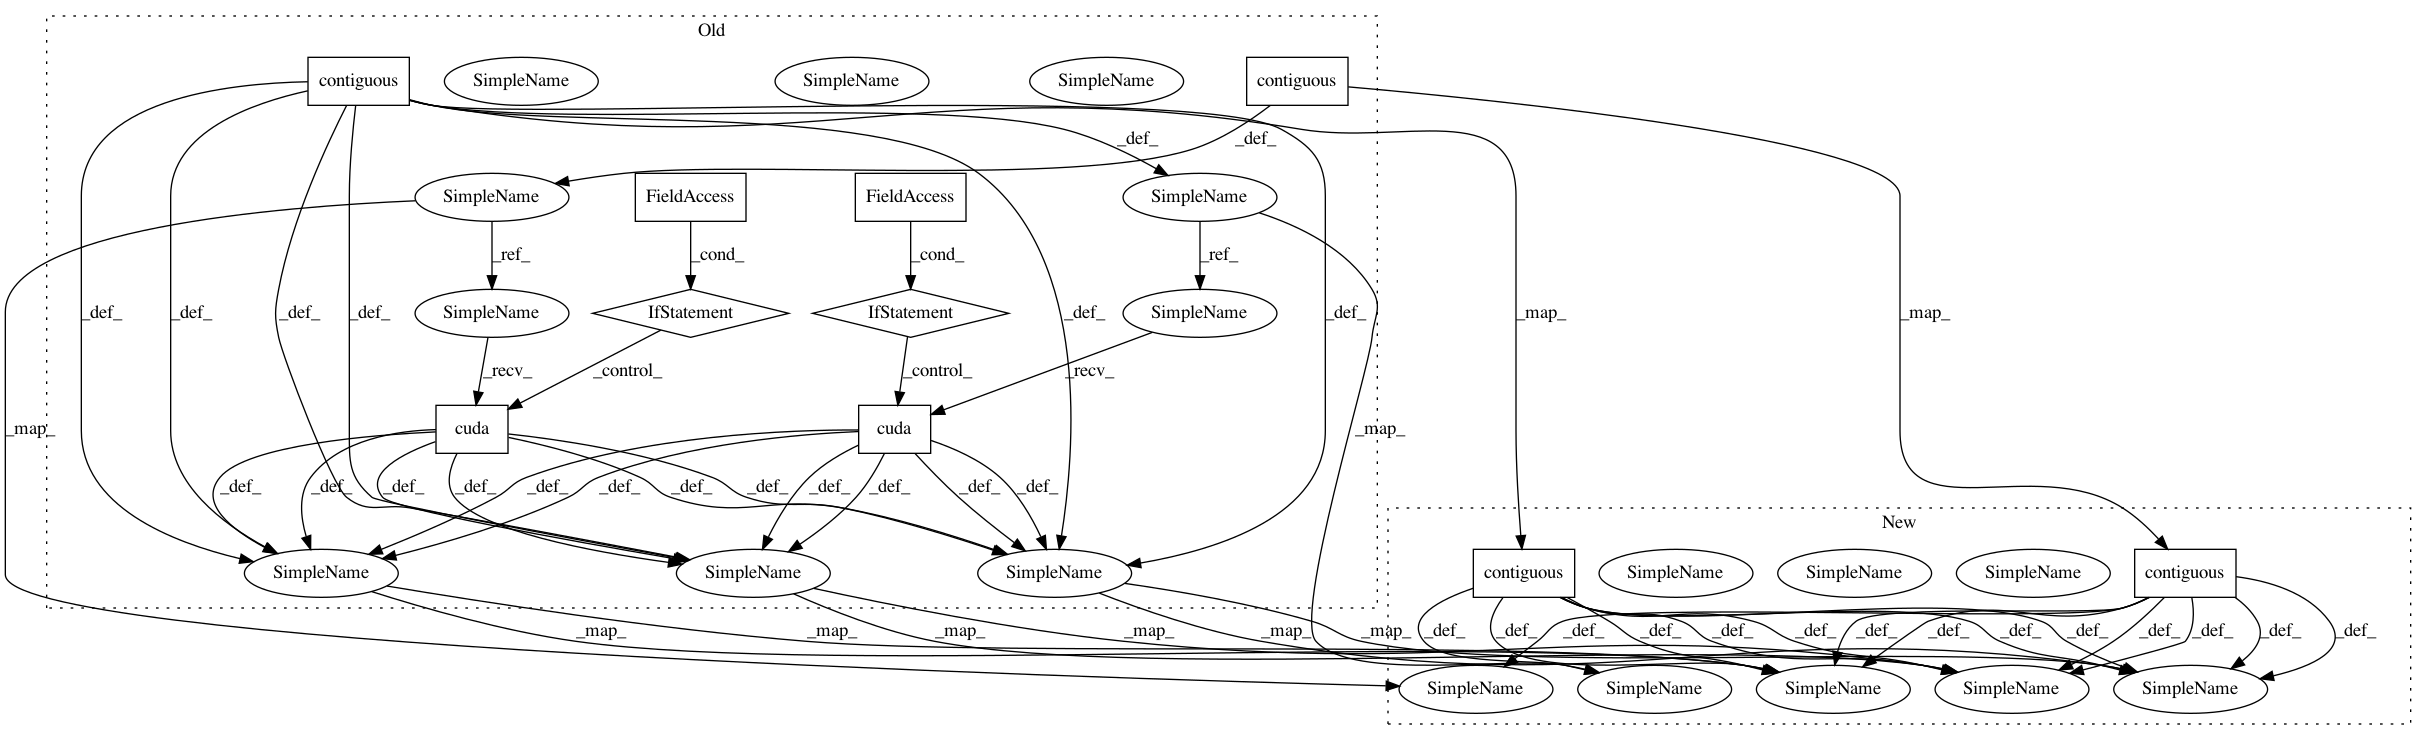 Old
contiguous SimpleName SimpleName SimpleName contiguous
_def_ _def_
SimpleName FieldAccess FieldAccess SimpleName
_ref_ _cond_ _cond_ _ref_
_def_ _def_ _def_ _def_ SimpleName IfStatement IfStatement _def_ SimpleName _def_ _map_ _map_
_recv_ _control_ _control_ _recv_
_map_ cuda cuda _map_
_def_ _def_ _def_ _def_ _def_ _def_ _def_ _def_ _def_ _def_ _def_ _def_
New
SimpleName SimpleName SimpleName contiguous SimpleName SimpleName SimpleName contiguous
_map_ _map_ _map_ _map_ _map_ _map_ _def_ _def_ _def_ _def_ _def_ _def_ _def_ _def_ _def_ _def_ _def_ _def_ _def_
SimpleName SimpleName SimpleName SimpleName SimpleName